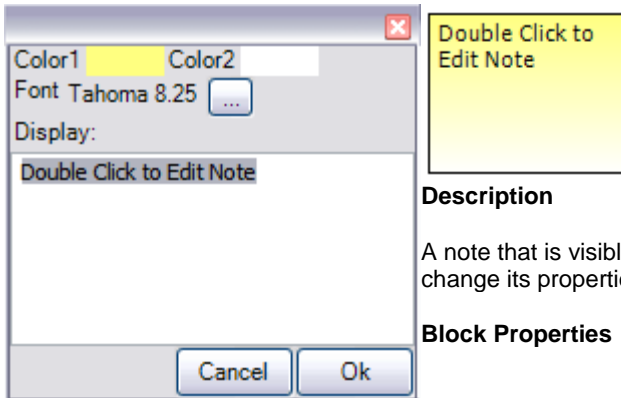 Color1 Color2
Font Tahoma 8.25 ...
Display:
Double Click to Edit Note
Cancel Ok
Double Click to
Edit Note
Description
A note that is visibl
change its properti
Block Properties